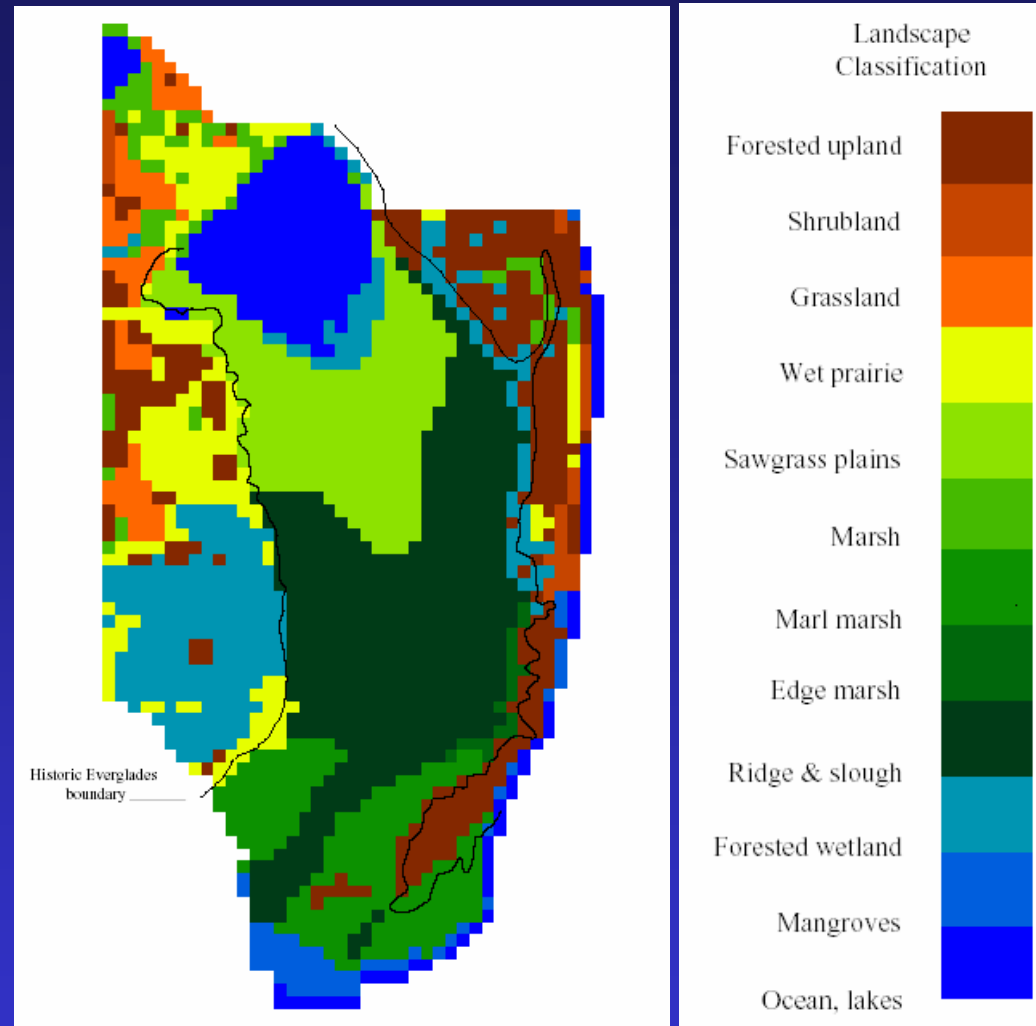 Historic Everglades
boundary ______
Landscape
Classification
Forested upland
Shrubland
Grassland
Wet prairie
Sawgrass plains
Marsh
Marl marsh
Edge marsh
Ridge & slough
Forested wetland
Mangroves
Ocean, lakes